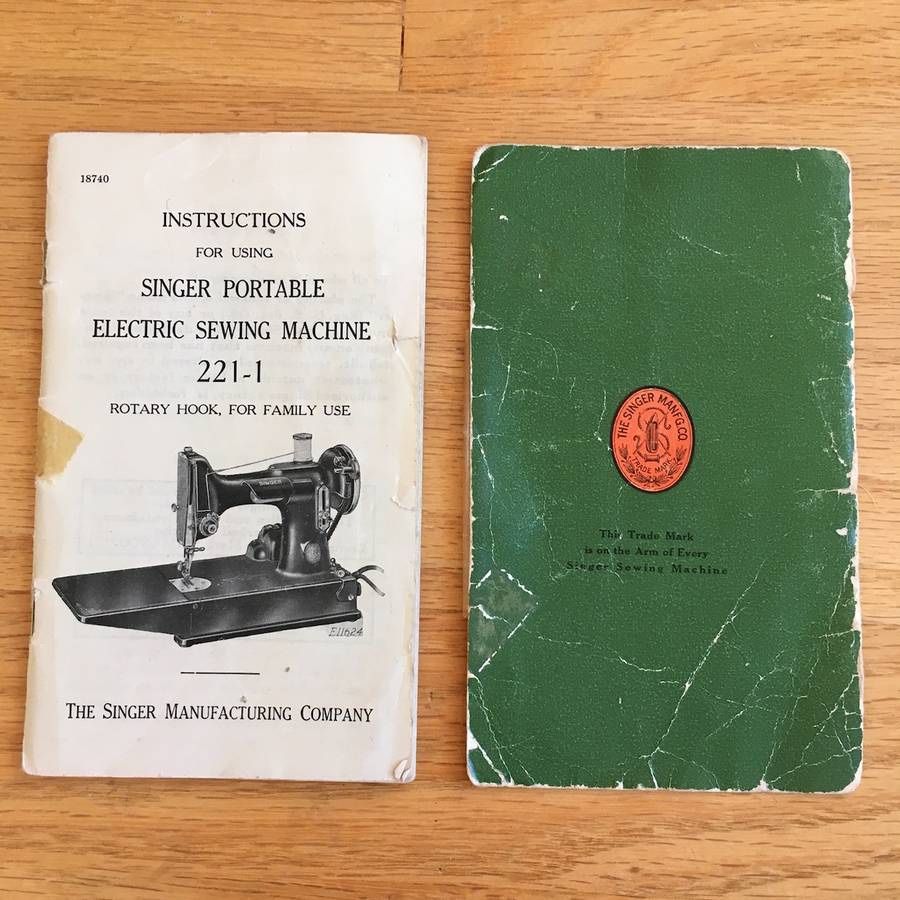 18740
INSTRUCTIONS
FOR USING
SINGER PORTABLE
ELECTRIC SEWING MACHINE
221-1
ROTARY HOOK, FOR FAMILY USE
SINGER
E11624
THE SINGER MANUFACTURING COMPANY
THE SINGER MANFG. CO
TRADE MARK
This Trade Mark
is on the Arm of Every
Singer Sewing Machine